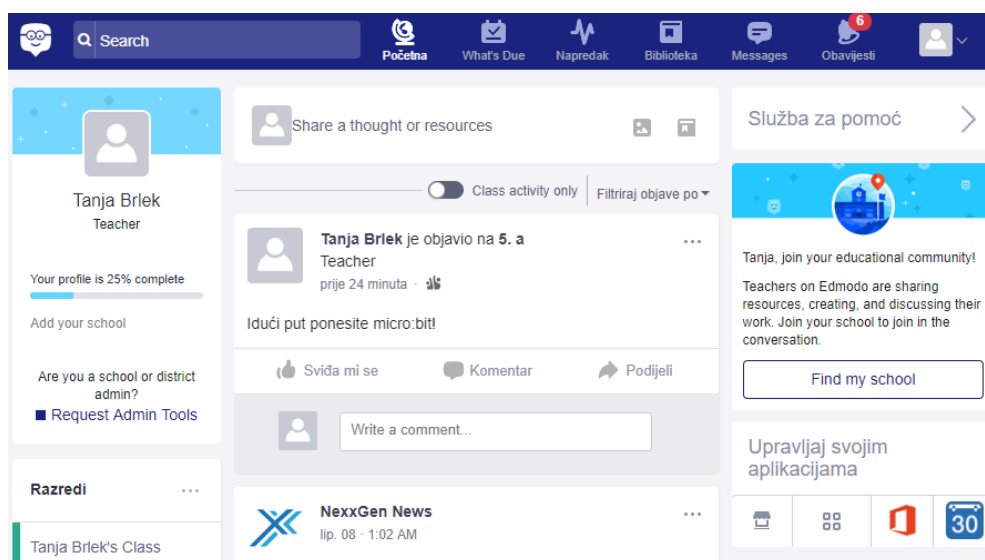 Search
Početna
What's Due
Napredak
Biblioteka
Messages
6
Obavijesti
Tanja Brlek
Teacher
Your profile is 25% complete
Add your school
Are you a school or district
admin?
Request Admin Tools
Razredi
Tanja Brlek's Class
Share a thought or resources
Class activity only
Filtriraj objave po
Tanja Brlek je objavio na 5. a
Teacher
prije 24 minuta ·
Idući put ponesite micro:bit!
Sviđa mi se
Komentar
Podijeli
Write a comment...
NexxGen News
lip. 08 · 1:02 AM
Služba za pomoć
Tanja, join your educational community!
Teachers on Edmodo are sharing
resources, creating, and discussing their
work. Join your school to join in the
conversation.
Find my school
Upravljaj svojim
aplikacijama
30